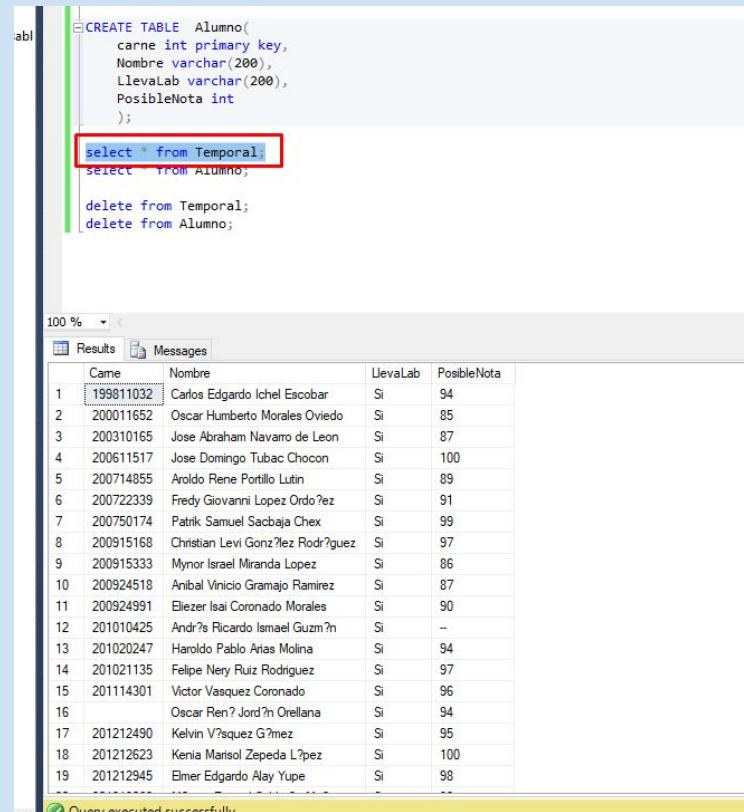 abl
CREATE TABLE Alumno(
carne int primary key,
Nombre varchar(200),
LlevaLab varchar(200),
PosibleNota int
);
select * from Temporal;
select * from Alumno;
delete from Temporal;
delete from Alumno;
100 %
Results Messages
Carne Nombre LlevaLab PosibleNota
1 199811032 Carlos Edgardo Ichel Escobar Si 94
2 200011652 Oscar Humberto Morales Oviedo Si 85
3 200310165 Jose Abraham Navarro de Leon Si 87
4 200611517 Jose Domingo Tubac Chocon Si 100
5 200714855 Aroldo Rene Portillo Lutin Si 89
6 200722339 Fredy Giovanni Lopez Ordo?ez Si 91
7 200750174 Patrik Samuel Sacbaja Chex Si 99
8 200915168 Christian Levi Gonz?lez Rodr?guez Si 97
9 200915333 Mynor Israel Miranda Lopez Si 86
10 200924518 Anibal Vinicio Gramajo Ramirez Si 87
11 200924991 Eliezer Isai Coronado Morales Si 90
12 201010425 Andr?s Ricardo Ismael Guzm?n Si --
13 201020247 Haroldo Pablo Arias Molina Si 94
14 201021135 Felipe Nery Ruiz Rodriguez Si 97
15 201114301 Victor Vasquez Coronado Si 96
16 Oscar Ren? Jord?n Orellana Si 94
17 201212490 Kelvin V?squez G?mez Si 95
18 201212623 Kenia Marisol Zepeda L?pez Si 100
19 201212945 Elmer Edgardo Alay Yupe Si 98
Query executed successfully